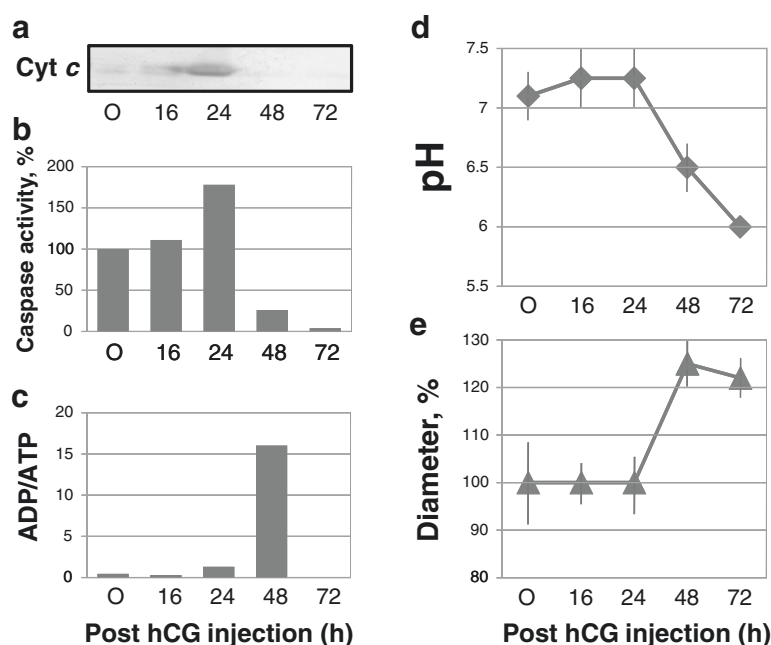 a
Cyt c
O 16 24 48 72
b
Caspase activity, %
200
150
100
50
0
O 16 24 48 72
c
ADP/ATP
20
15
10
5
0
O 16 24 48 72
Post hCG injection (h)
d
pH
7.5
7
6.5
6
5.5
O 16 24 48 72
e
Diameter, %
130
120
110
100
90
80
O 16 24 48 72
Post hCG injection (h)